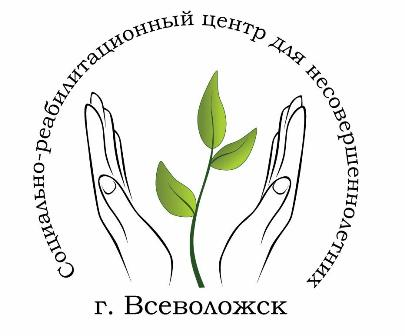 Социально-реабилитационный центр для несовершеннолетних
г. Всеволожск